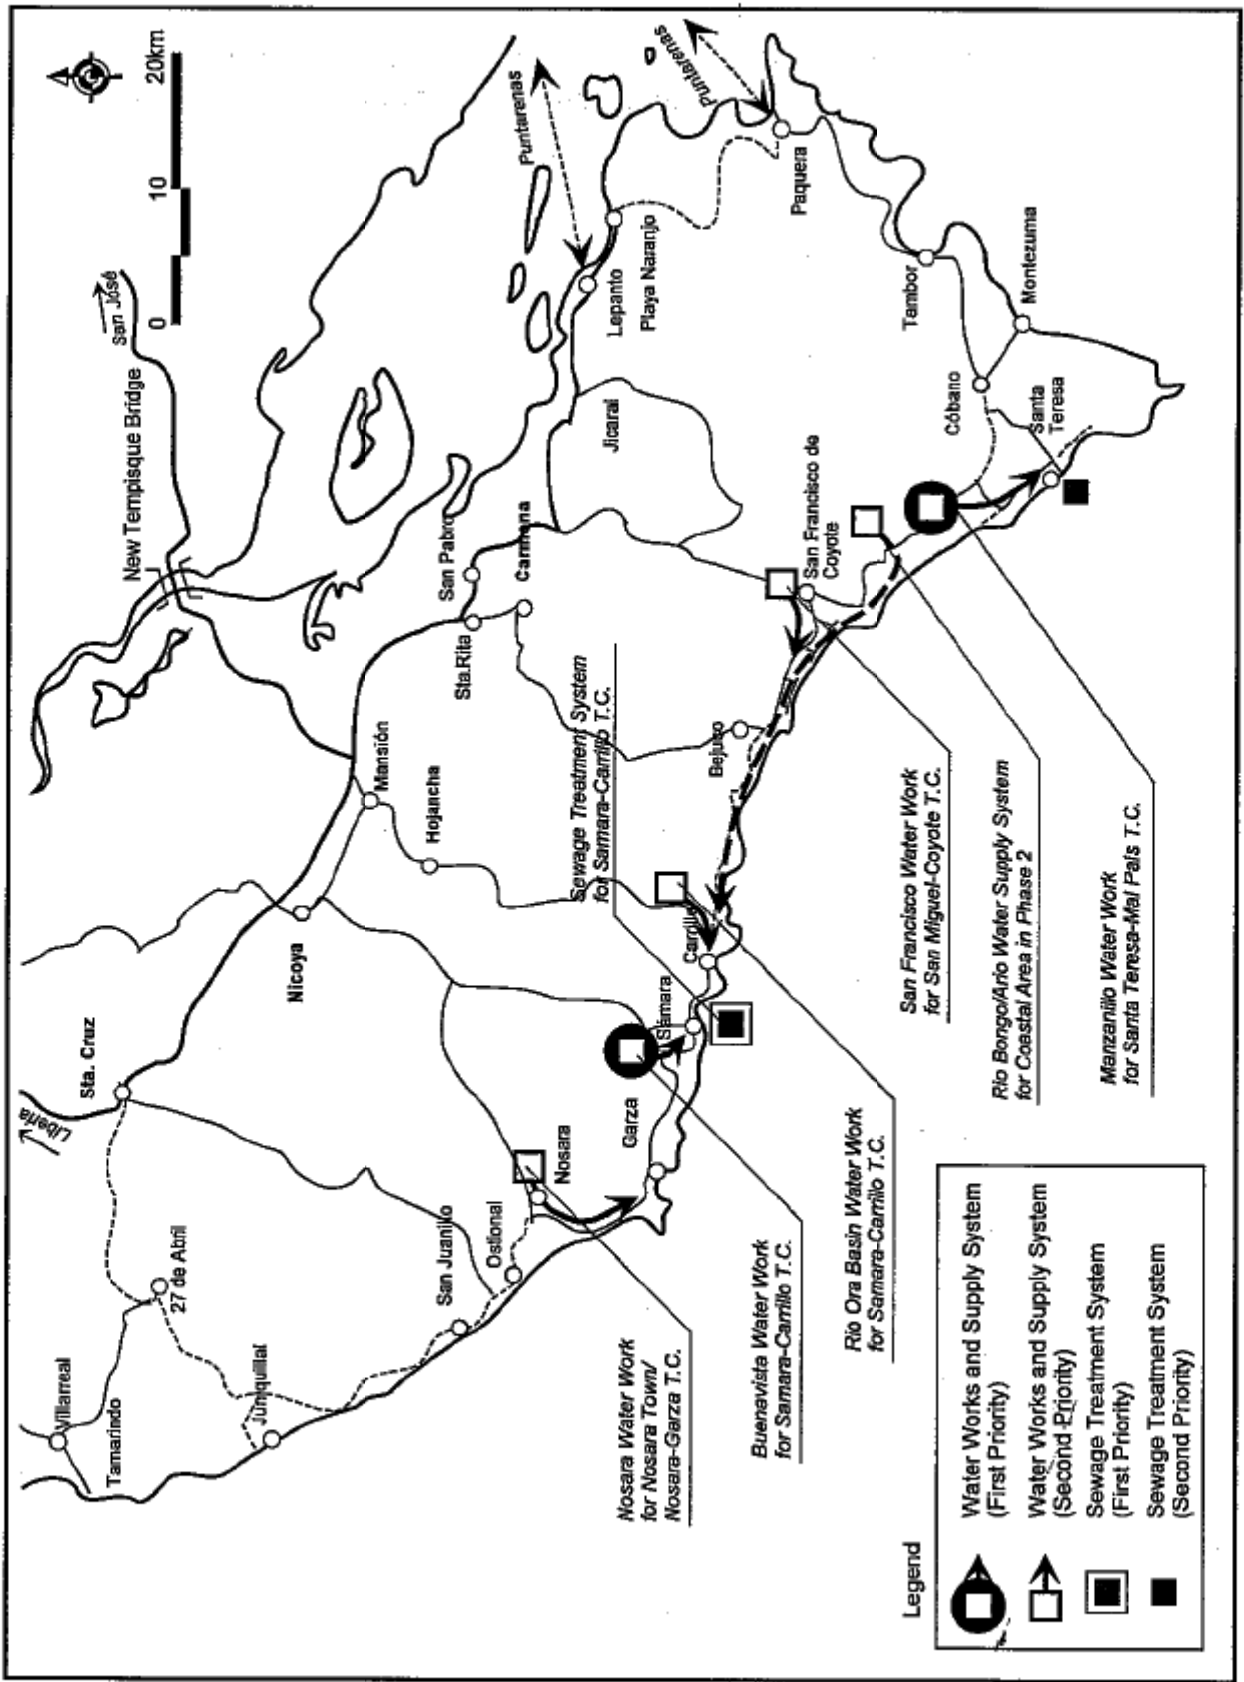 Liberia
Sta. Cruz
Villarreal
Tamarindo
27 de Abril
Junquillal
San Juanillo
Ostional
Nosara
Garza
Samara
Carrillo
Nicoya
Mansión
Hojancha
New Tempisque Bridge
San José
0 10 20km
Sta.Rita
San Pabro
Carmona
Jicaral
Lepanto
Playa Naranjo
Puntarenas
Puntarenas
Paquera
Tambor
Montezuma
Cóbano
Santa
Teresa
San Francisco de
Coyote
Bejuco
Sewage Treatment System
for Samara-Carrillo T.C.
Nosara Water Work
for Nosara Town/
Nosara-Garza T.C.
Buenavista Water Work
for Samara-Carrillo T.C.
Rio Ora Basin Water Work
for Samara-Carrillo T.C.
San Francisco Water Work
for San Miguel-Coyote T.C.
Rio Bongo/Ario Water Supply System
for Coastal Area in Phase 2
Manzanillo Water Work
for Santa Teresa-Mal Pais T.C.
Legend
Water Works and Supply System
(First Priority)
Water Works and Supply System
(Second Priority)
Sewage Treatment System
(First Priority)
Sewage Treatment System
(Second Priority)